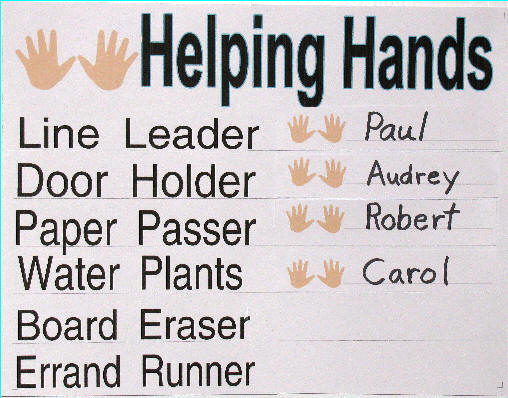 Helping Hands
Line Leader Paul
Door Holder Audrey
Paper Passer Robert
Water Plants Carol
Board Eraser
Errand Runner